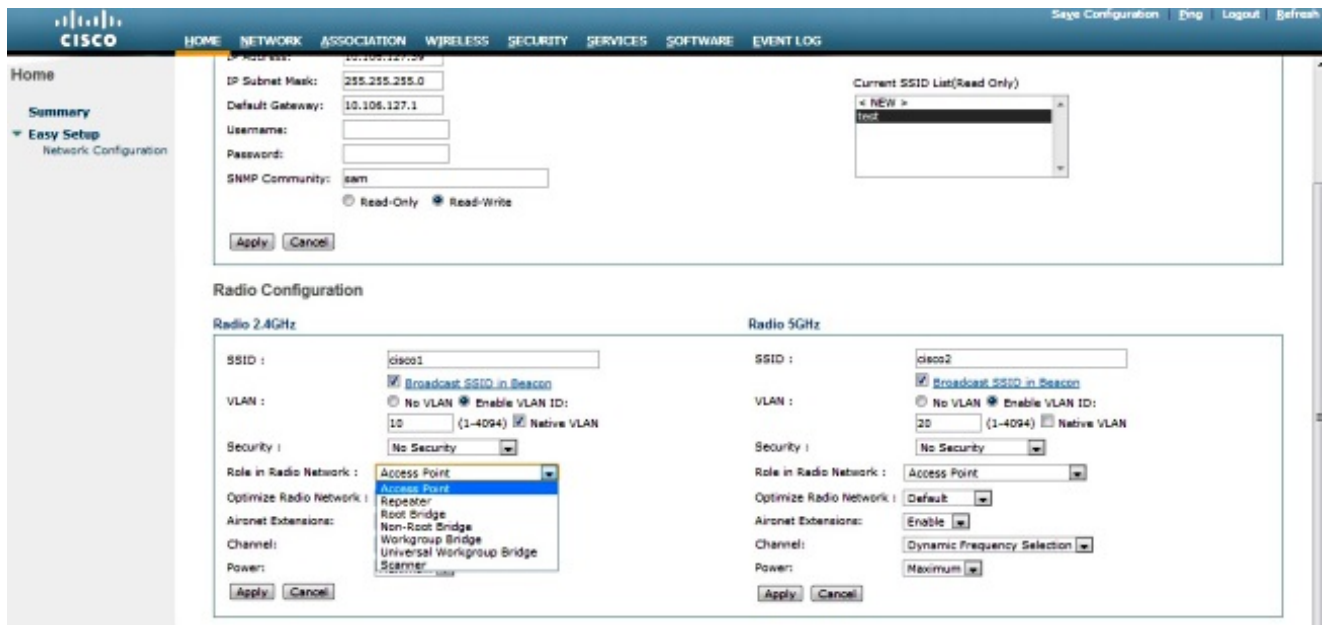 Save Configuration Ping Logout Refresh
CISCO
HOME NETWORK ASSOCIATION WIRELESS SECURITY SERVICES SOFTWARE EVENT LOG
Home
Summary
Easy Setup
Network Configuration
IP Subnet Mask: 255.255.255.0
Default Gateway: 10.106.127.1
Username:
Password:
SNMP Community: sam
Read-Only Read-Write
Apply Cancel
Current SSID List(Read Only)
< NEW >
test
Radio Configuration
Radio 2.4GHz
SSID : cisco1
Broadcast SSID in Beacon
VLAN : No VLAN Enable VLAN ID:
10 (1-4094) Native VLAN
Security : No Security
Role in Radio Network : Access Point
Access Point
Repeater
Root Bridge
Non-Root Bridge
Workgroup Bridge
Universal Workgroup Bridge
Scanner
Optimize Radio Network :
Aironet Extensions:
Channel:
Power:
Apply Cancel
Radio 5GHz
SSID : cisco2
Broadcast SSID in Beacon
VLAN : No VLAN Enable VLAN ID:
20 (1-4094) Native VLAN
Security : No Security
Role in Radio Network : Access Point
Optimize Radio Network : Default
Aironet Extensions: Enable
Channel: Dynamic Frequency Selection
Power: Maximum
Apply Cancel